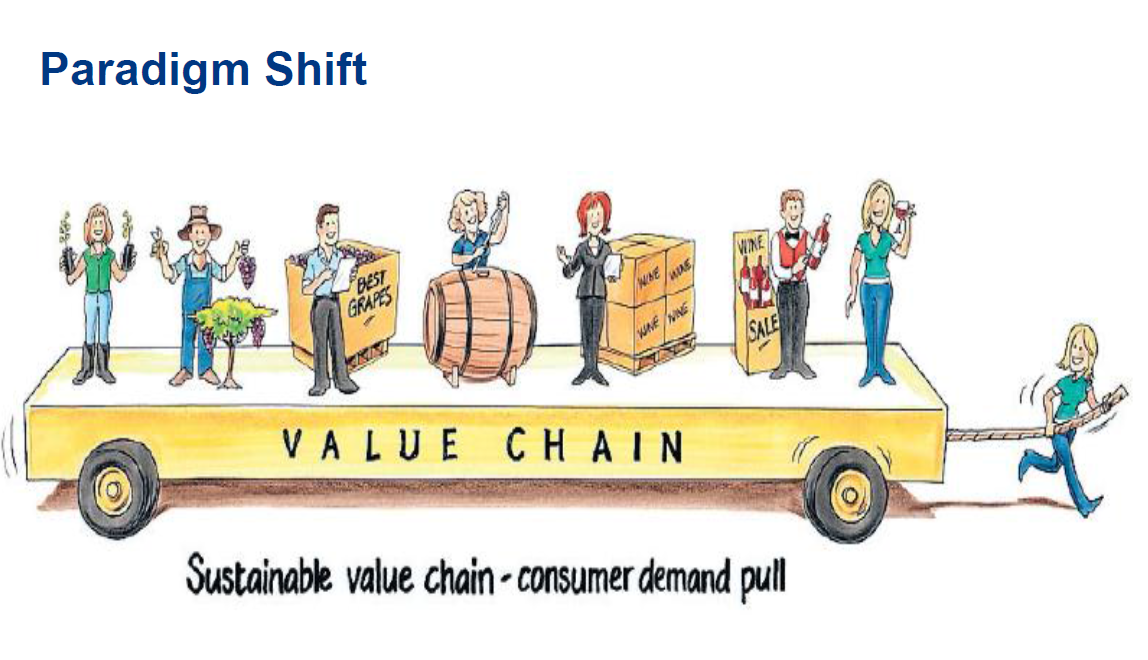 Paradigm Shift
BEST
GRAPES
WINE
WINE
WINE
WINE
WINE
SALE
VALUE CHAIN
Sustainable value chain - consumer demand pull